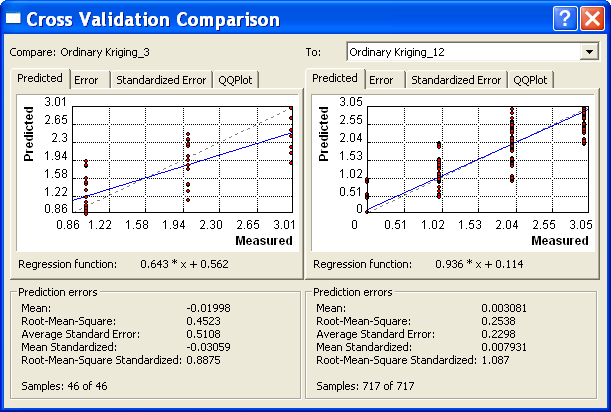 Cross Validation Comparison
Compare: Ordinary Kriging_3
To: Ordinary Kriging_12
Predicted Error Standardized Error QQPlot
Predicted
3.01
2.65
2.3
1.94
1.58
1.22
0.86
0.86 1.22 1.58 1.94 2.30 2.65 3.01
Measured
Regression function: 0.643 * x + 0.562
Predicted Error Standardized Error QQPlot
Predicted
3.05
2.55
2.04
1.53
1.02
0.51
0
0 0.51 1.02 1.53 2.04 2.55 3.05
Measured
Regression function: 0.936 * x + 0.114
Prediction errors
Mean: -0.01998
Root-Mean-Square: 0.4523
Average Standard Error: 0.5108
Mean Standardized: -0.03059
Root-Mean-Square Standardized: 0.8875
Samples: 46 of 46
Prediction errors
Mean: 0.003081
Root-Mean-Square: 0.2538
Average Standard Error: 0.2298
Mean Standardized: 0.007931
Root-Mean-Square Standardized: 1.087
Samples: 717 of 717